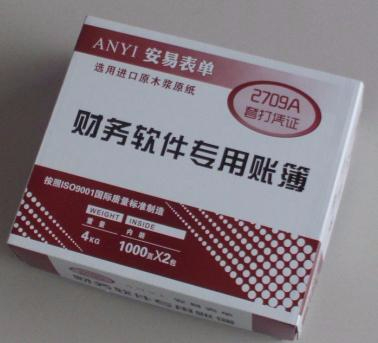 ANYI 安易表单
选用进口原木浆原纸
2709A
套打凭证
财务软件专用账簿
按照ISO9001国际质量标准制造
WEIGHT INSIDE
重量 内部
4KG 1000页X2包